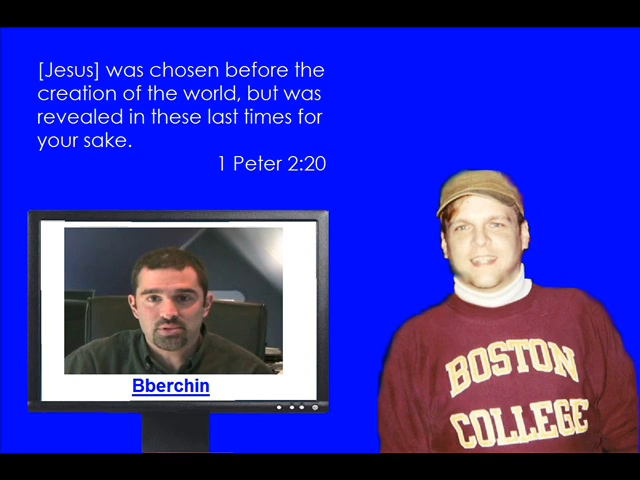 [Jesus] was chosen before the
creation of the world, but was
revealed in these last times for
your sake.
1 Peter 2:20
Bberchin
BOSTON
COLLEGE